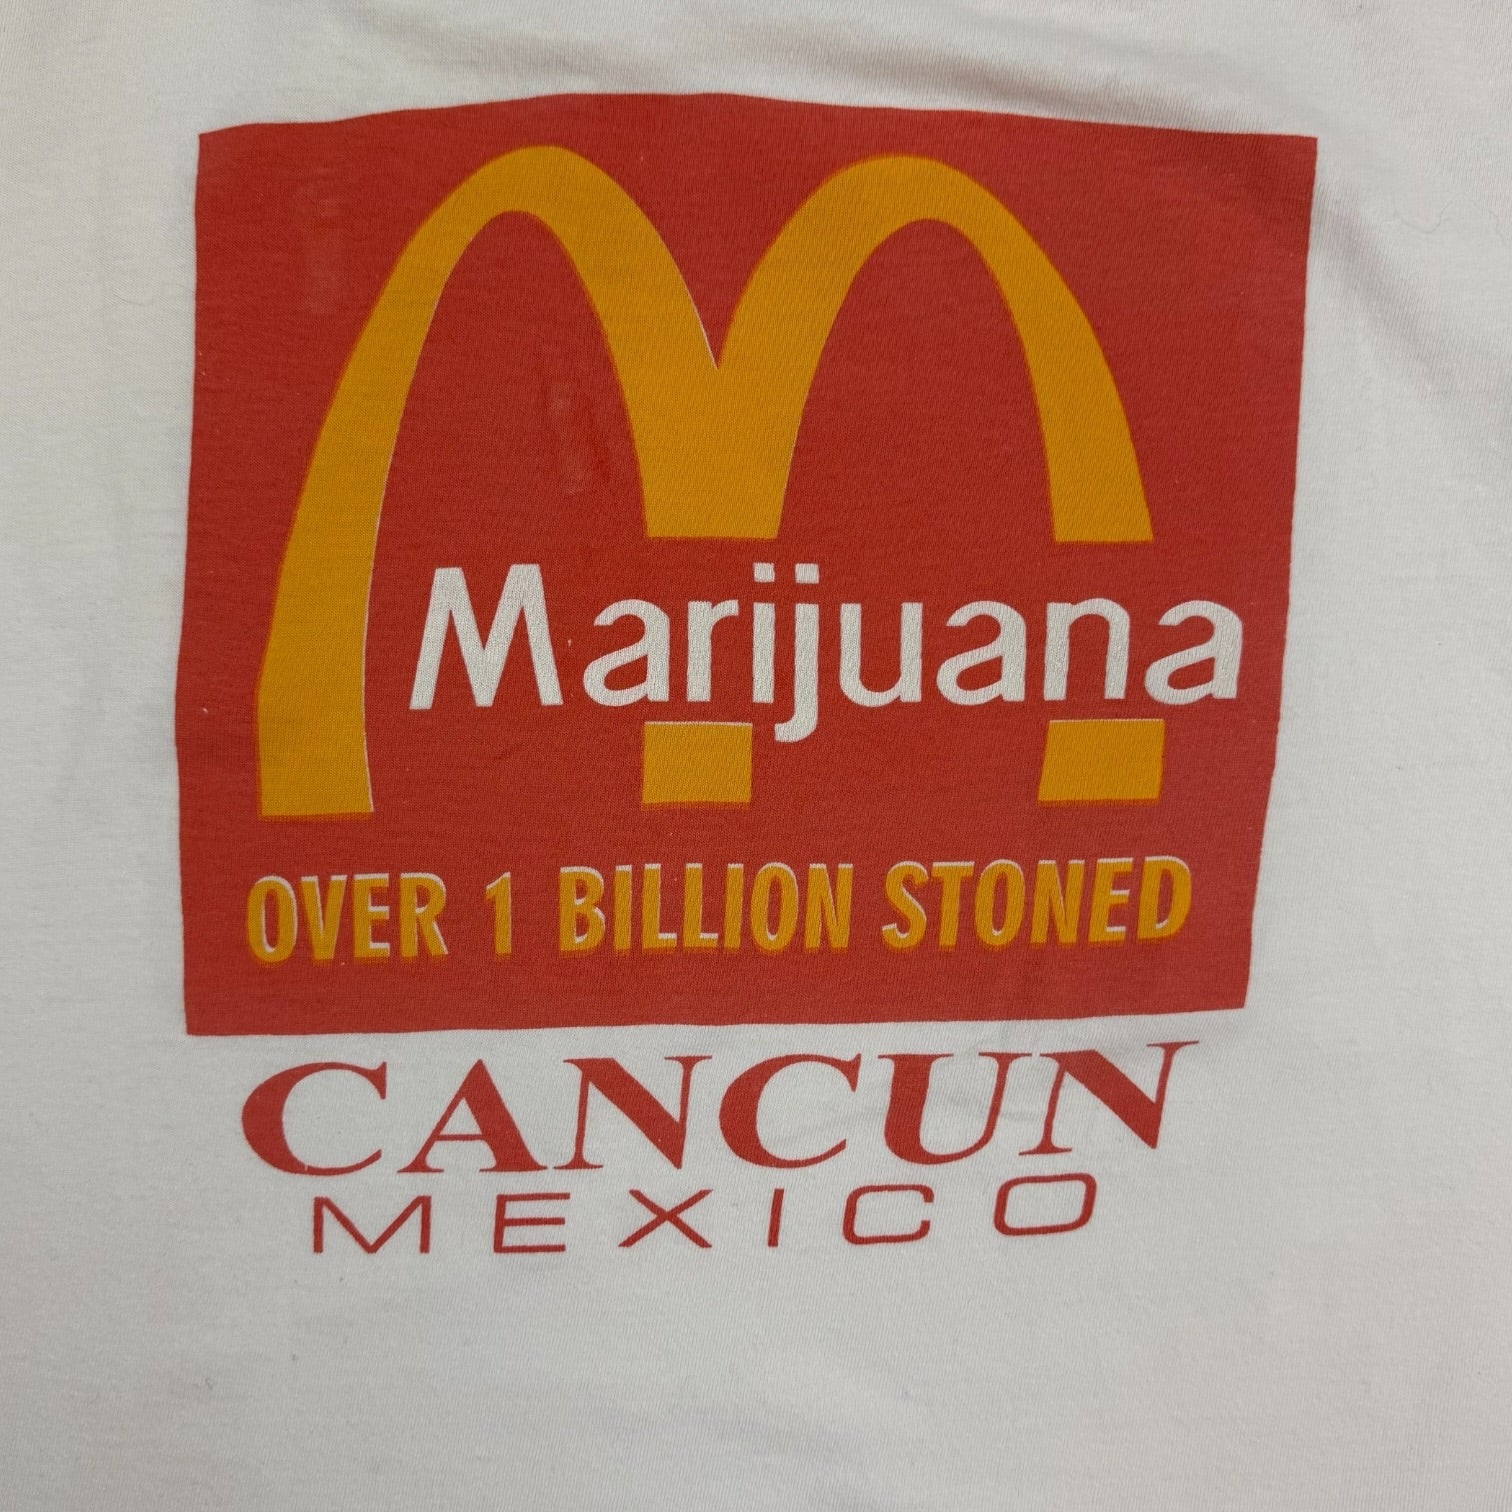 Marijuana
OVER 1 BILLION STONED
CANCUN
MEXICO